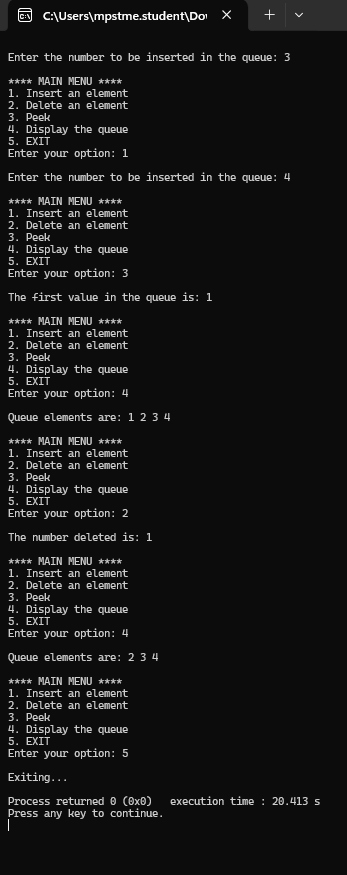 C:\Users\mpstme.student\Do
Enter the number to be inserted in the queue: 3
**** MAIN MENU ****
1. Insert an element
2. Delete an element
3. Peek
4. Display the queue
5. EXIT
Enter your option: 1
Enter the number to be inserted in the queue: 4
**** MAIN MENU ****
1. Insert an element
2. Delete an element
3. Peek
4. Display the queue
5. EXIT
Enter your option: 3
The first value in the queue is: 1
**** MAIN MENU ****
1. Insert an element
2. Delete an element
3. Peek
4. Display the queue
5. EXIT
Enter your option: 4
Queue elements are: 1 2 3 4
**** MAIN MENU ****
1. Insert an element
2. Delete an element
3. Peek
4. Display the queue
5. EXIT
Enter your option: 2
The number deleted is: 1
**** MAIN MENU ****
1. Insert an element
2. Delete an element
3. Peek
4. Display the queue
5. EXIT
Enter your option: 4
Queue elements are: 2 3 4
**** MAIN MENU ****
1. Insert an element
2. Delete an element
3. Peek
4. Display the queue
5. EXIT
Enter your option: 5
Exiting...
Process returned 0 (0x0)   execution time : 20.413 s
Press any key to continue.